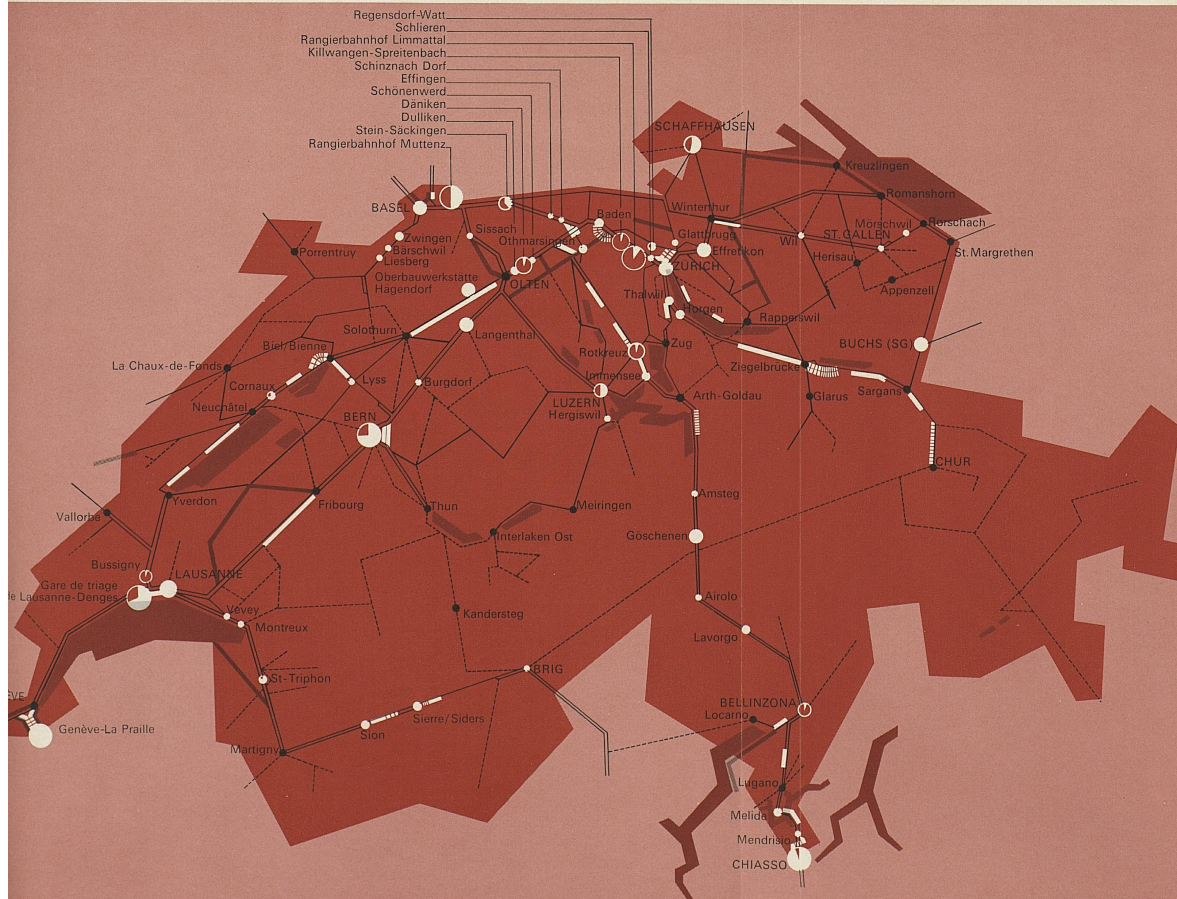 Regensdorf-Watt
Schlieren
Rangierbahnhof Limmattal
Killwangen-Spreitenbach
Schinznach Dorf
Effingen
Schönenwerd
Däniken
Dulliken
Stein-Säckingen
Rangierbahnhof Muttenz
SCHAFFHAUSEN
Kreuzlingen
Romanshorn
BASEL
Winterthur
Baden
Mörschwil
Rorschach
Sissach
Glattbrugg
ST. GALLEN
Zwingen
Othmarsingen
Wil
Porrentruy
Bärschwil
Effretikon
St. Margrethen
Liesberg
Herisau
ZÜRICH
Oberbauwerkstätte
Hägendorf
OLTEN
Appenzell
Thalwil
Horgen
Rapperswil
Solothurn
Langenthal
Biel/Bienne
Zug
BUCHS (SG)
Rotkreuz
La Chaux-de-Fonds
Ziegelbrücke
Immensee
Cornaux
Lyss
Burgdorf
Sargans
Arth-Goldau
Glarus
LUZERN
Neuchâtel
Hergiswil
BERN
CHUR
Amsteg
Yverdon
Fribourg
Thun
Meiringen
Vallorbe
Interlaken Ost
Göschenen
Bussigny
LAUSANNE
Gare de triage
de Lausanne-Denges
Airolo
Vevey
Kandersteg
Montreux
Lavorgo
BRIG
St-Triphon
ÈVE
BELLINZONA
Locarno
Sierre/Siders
Genève-La Praille
Sion
Martigny
Lugano
Melide
Mendrisio
CHIASSO